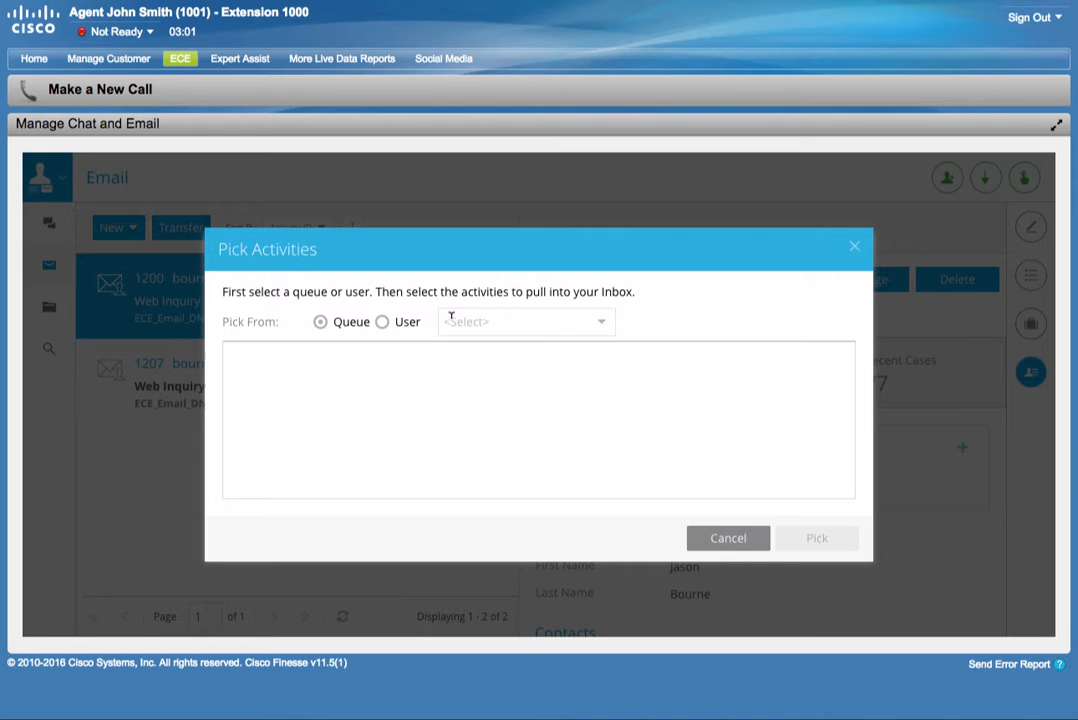 Agent John Smith (1001) - Extension 1000
CISCO
Not Ready
03:01
Sign Out
Home
Manage Customer
ECE
Expert Assist
More Live Data Reports
Social Media
Make a New Call
Manage Chat and Email
Email
New
Transfer
Delete
1200 bour
Web Inquiry
ECE_Email_DN
1207 bour
Web Inquiry
ECE_Email_DN
ecent Cases
Pick Activities
First select a queue or user. Then select the activities to pull into your Inbox.
Pick From:
Queue
User
<Select>
Cancel
Pick
First Name
Jason
Last Name
Bourne
Contacts
Page
1
of 1
Displaying 1 - 2 of 2
© 2010-2016 Cisco Systems, Inc. All rights reserved. Cisco Finesse v11.5(1)
Send Error Report
?